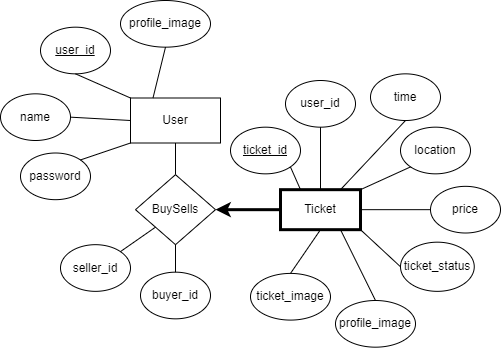 profile_image
user_id
name
User
password
BuySells
seller_id
buyer_id
time
user_id
ticket_id
location
Ticket
price
ticket_status
ticket_image
profile_image